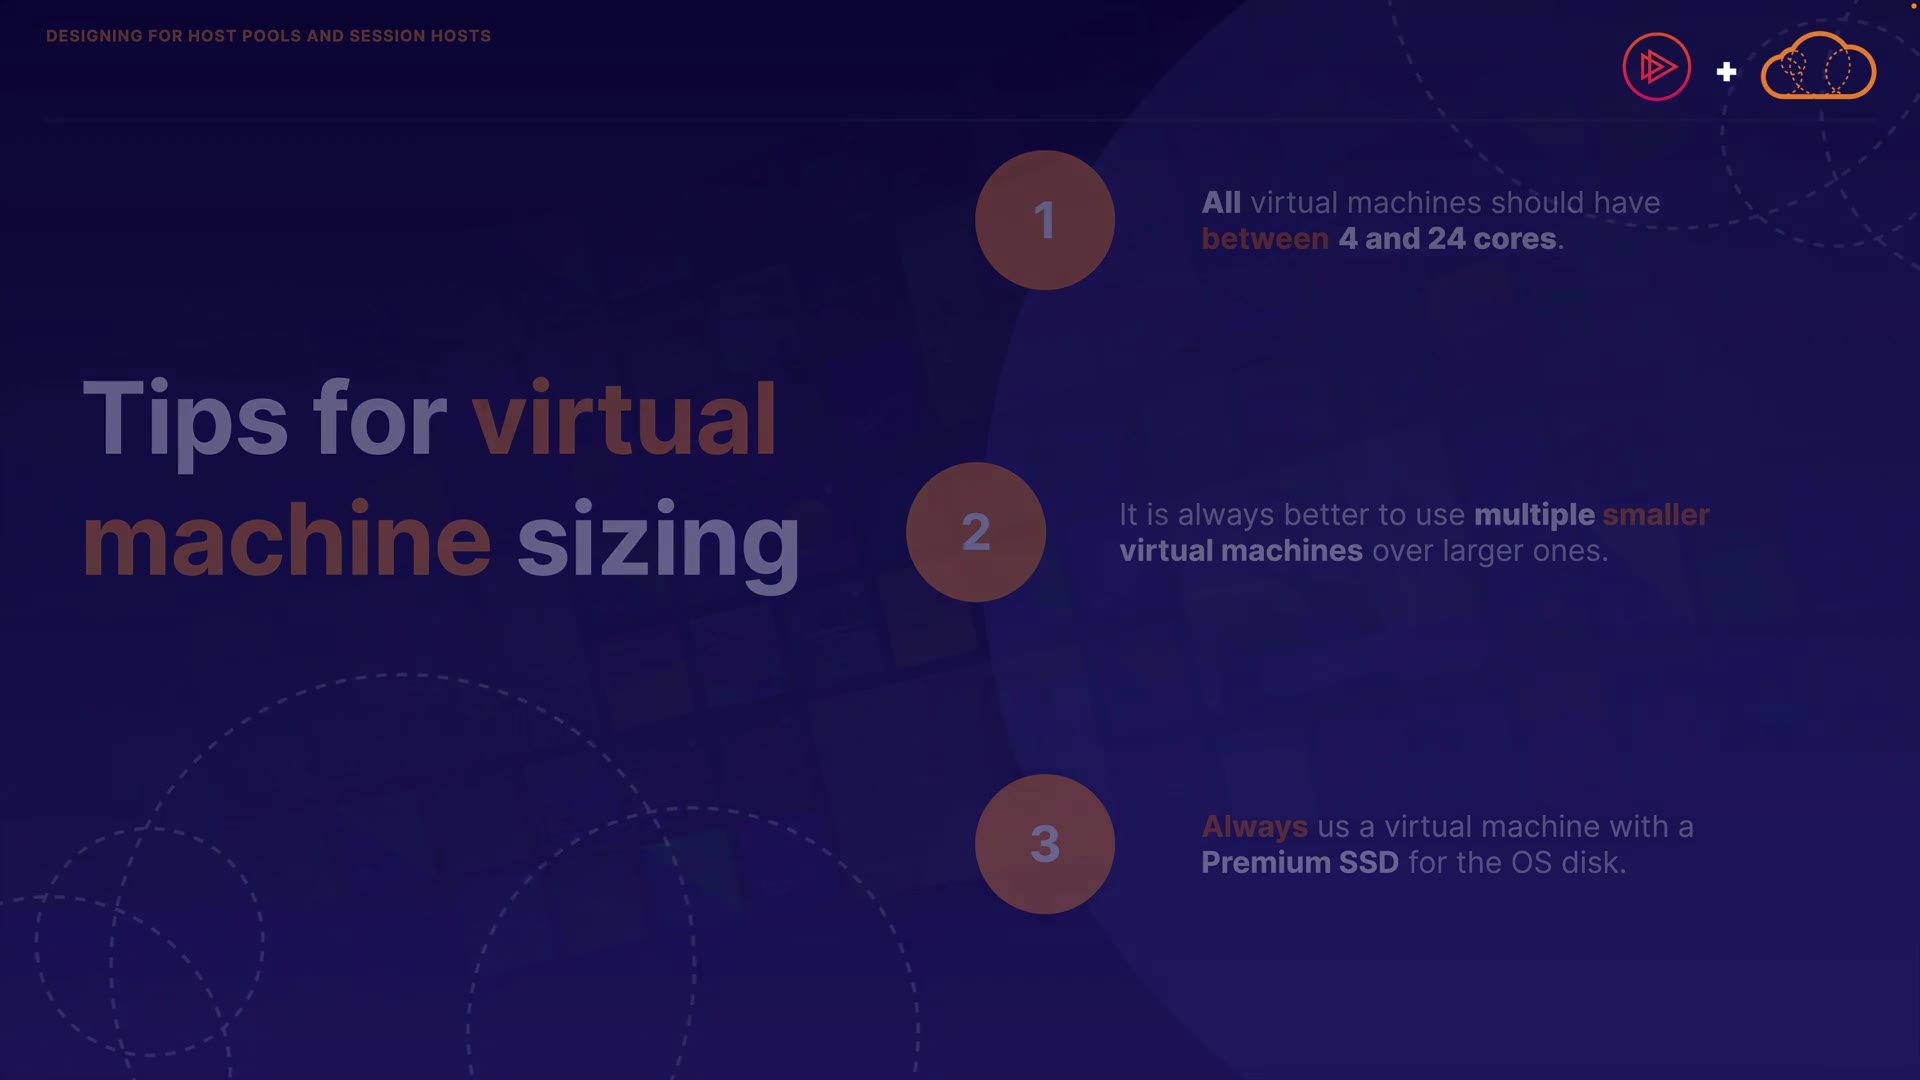 DESIGNING FOR HOST POOLS AND SESSION HOSTS
Tips for virtual
machine sizing
1
All virtual machines should have
between 4 and 24 cores.
2
It is always better to use multiple smaller
virtual machines over larger ones.
3
Always us a virtual machine with a
Premium SSD for the OS disk.